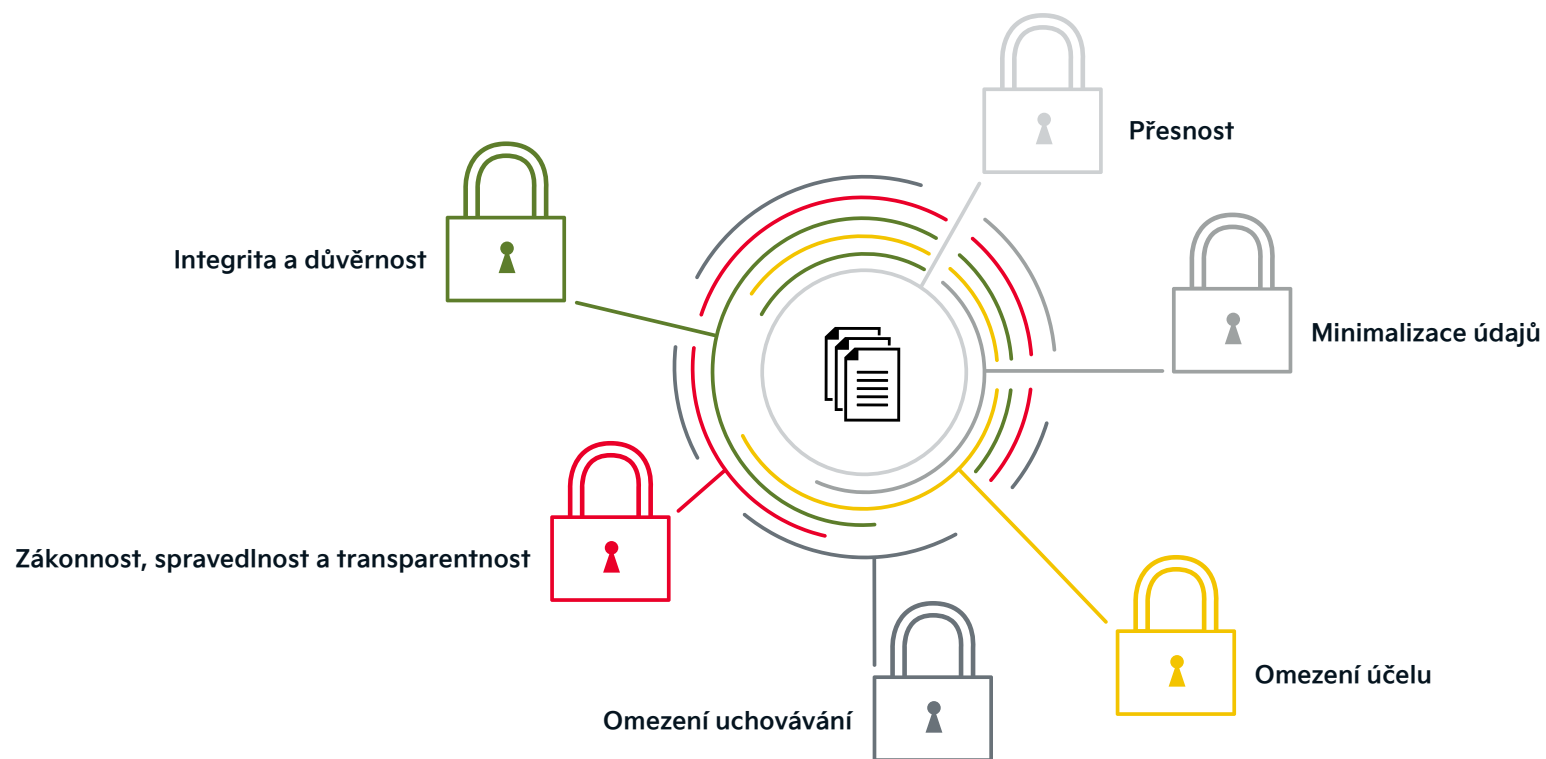 Přesnost
Integrita a důvěrnost
Minimalizace údajů
Zákonnost, spravedlnost a transparentnost
Omezení účelu
Omezení uchovávání